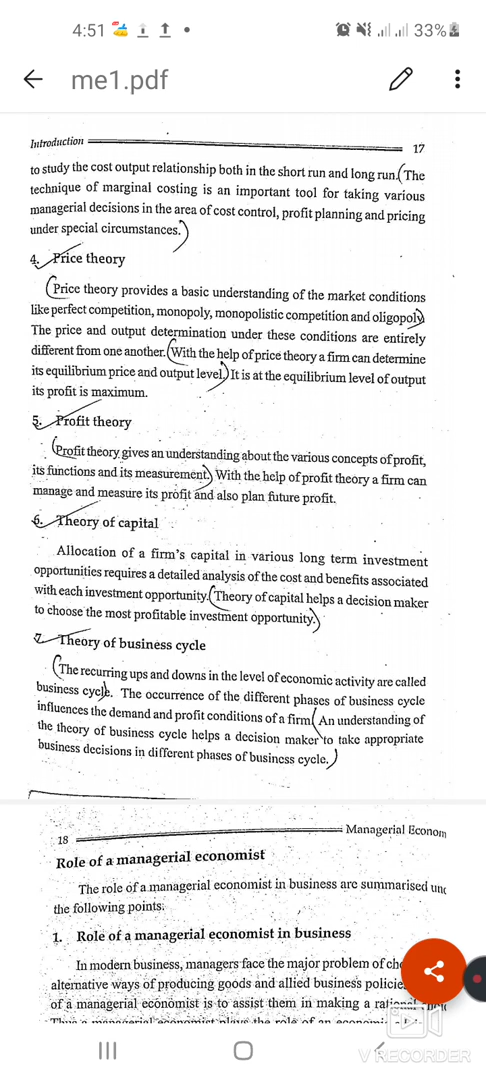 4:51
33%
me1.pdf
Introduction
17
to study the cost output relationship both in the short run and long run. (The
technique of marginal costing is an important tool for taking various
managerial decisions in the area of cost control, profit planning and pricing
under special circumstances.)
4. Price theory
(Price theory provides a basic understanding of the market conditions
like perfect competition, monopoly, monopolistic competition and oligopoly)
The price and output determination under these conditions are entirely
different from one another. (With the help of price theory a firm can determine
its equilibrium price and output level.) It is at the equilibrium level of output
its profit is maximum.
5. Profit theory
(Profit theory gives an understanding about the various concepts of profit,
its functions and its measurement.) With the help of profit theory a firm can
manage and measure its profit and also plan future profit.
6. Theory of capital
Allocation of a firm's capital in various long term investment
opportunities requires a detailed analysis of the cost and benefits associated
with each investment opportunity. (Theory of capital helps a decision maker
to choose the most profitable investment opportunity.)
7. Theory of business cycle
(The recurring ups and downs in the level of economic activity are called
business cycle). The occurrence of the different phases of business cycle
influences the demand and profit conditions of a firm (An understanding of
the theory of business cycle helps a decision maker to take appropriate
business decisions in different phases of business cycle.)
18
Managerial Econom
Role of a managerial economist
The role of a managerial economist in business are summarised und
the following points:
1. Role of a managerial economist in business
In modern business, managers face the major problem of
alternative ways of producing goods and allied business policie
of a managerial economist is to assist them in making a
Thus a managerial economist plays the role of an
V RECORDER